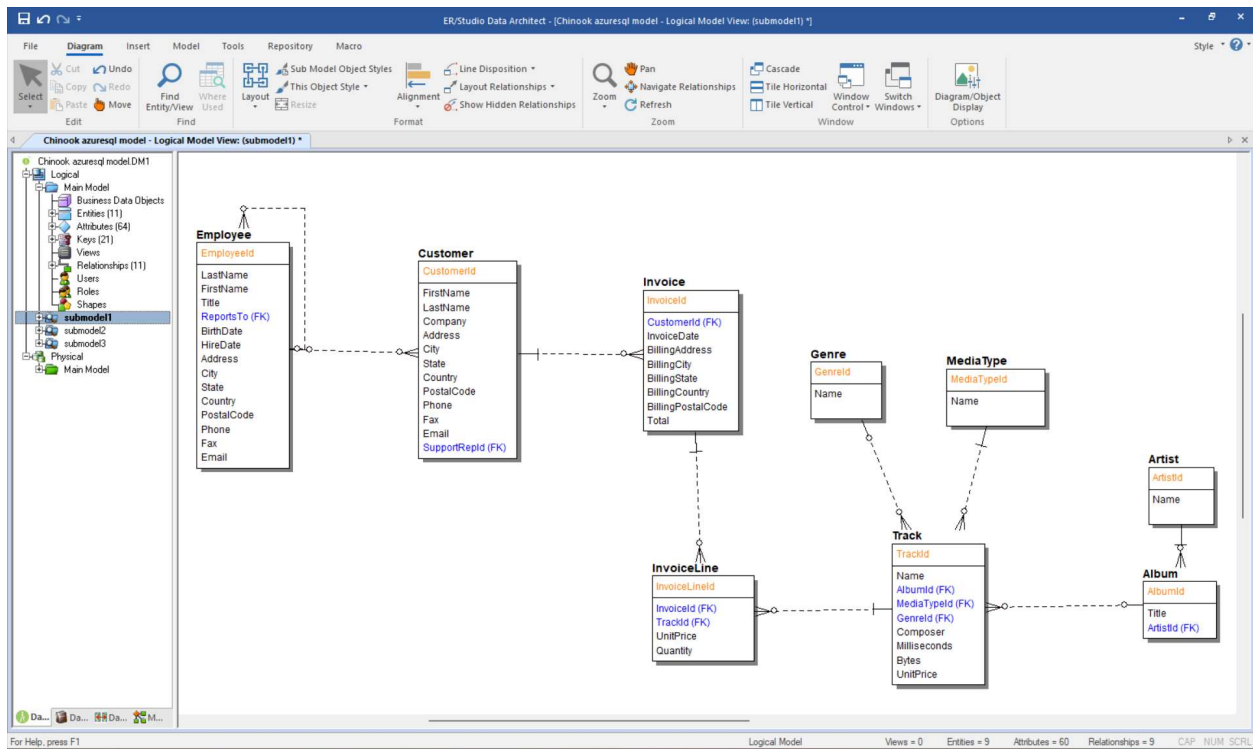 ER/Studio Data Architect - [Chinook azuresql model - Logical Model View: (submodel1) *]
File Diagram Insert Model Tools Repository Macro Style
Select
Cut
Copy
Paste
Undo
Redo
Move
Edit
Find Entity/View
Where Used
Find
Layout
Sub Model Object Styles
This Object Style
Resize
Alignment
Line Disposition
Layout Relationships
Show Hidden Relationships
Format
Zoom
Pan
Navigate Relationships
Refresh
Zoom
Cascade
Tile Horizontal
Tile Vertical
Window Control
Switch Windows
Window
Diagram/Object Display
Options
Chinook azuresql model - Logical Model View: (submodel1) *
Chinook azuresql model.DM1
Logical
Main Model
Business Data Objects
Entities (11)
Attributes (64)
Keys (21)
Views
Relationships (11)
Users
Roles
Shapes
submodel1
submodel2
submodel3
Physical
Main Model
Da... Da... Da... M...
Employee
EmployeeId
LastName
FirstName
Title
ReportsTo (FK)
BirthDate
HireDate
Address
City
State
Country
PostalCode
Phone
Fax
Email
Customer
CustomerId
FirstName
LastName
Company
Address
City
State
Country
PostalCode
Phone
Fax
Email
SupportRepId (FK)
Invoice
InvoiceId
CustomerId (FK)
InvoiceDate
BillingAddress
BillingCity
BillingState
BillingCountry
BillingPostalCode
Total
Genre
GenreId
Name
MediaType
MediaTypeId
Name
Artist
ArtistId
Name
InvoiceLine
InvoiceLineId
InvoiceId (FK)
TrackId (FK)
UnitPrice
Quantity
Track
TrackId
Name
AlbumId (FK)
MediaTypeId (FK)
GenreId (FK)
Composer
Milliseconds
Bytes
UnitPrice
Album
AlbumId
Title
ArtistId (FK)
For Help, press F1 Logical Model Views = 0 Entities = 9 Attributes = 60 Relationships = 9 CAP NUM SCRL